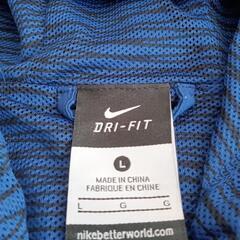 DRI-FIT
L
MADE IN CHINA
FABRIQUE EN CHINE
L G G
nikebetterworld.com